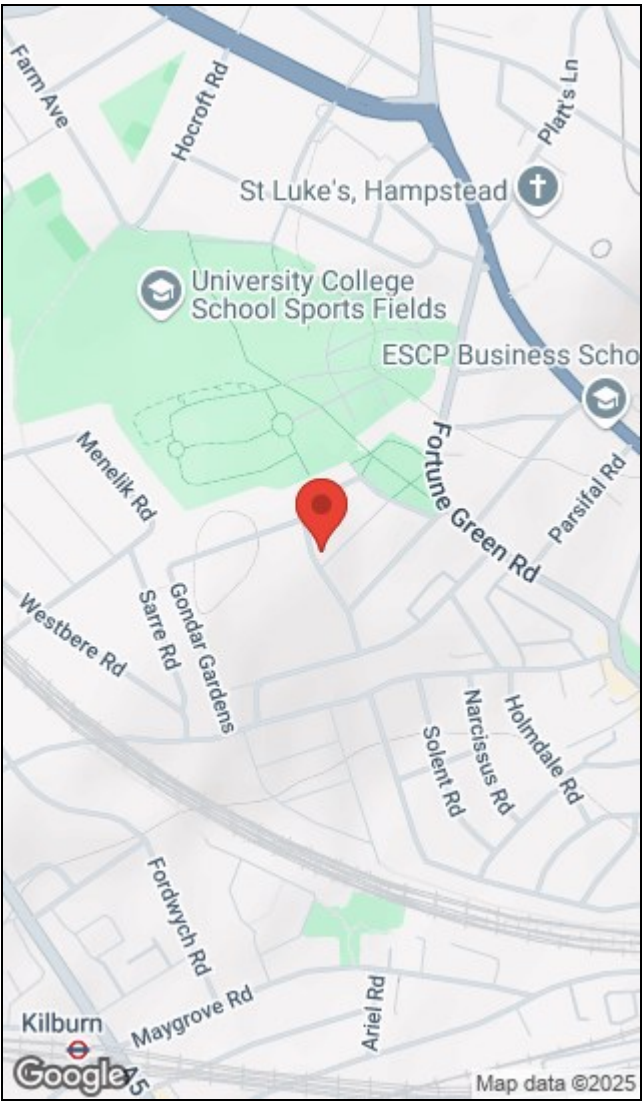 Farm Ave
Hocroft Rd
Platt's Ln
St Luke's, Hampstead
University College
School Sports Fields
ESCP Business Scho
Menelik Rd
Fortune Green Rd
Parsifal Rd
Westbere Rd
Sarre Rd
Gondar Gardens
Solent Rd
Narcissus Rd
Holmdale Rd
Fordwych Rd
Kilburn
Maygrove Rd
Ariel Rd
Google
A5
Map data ©2025